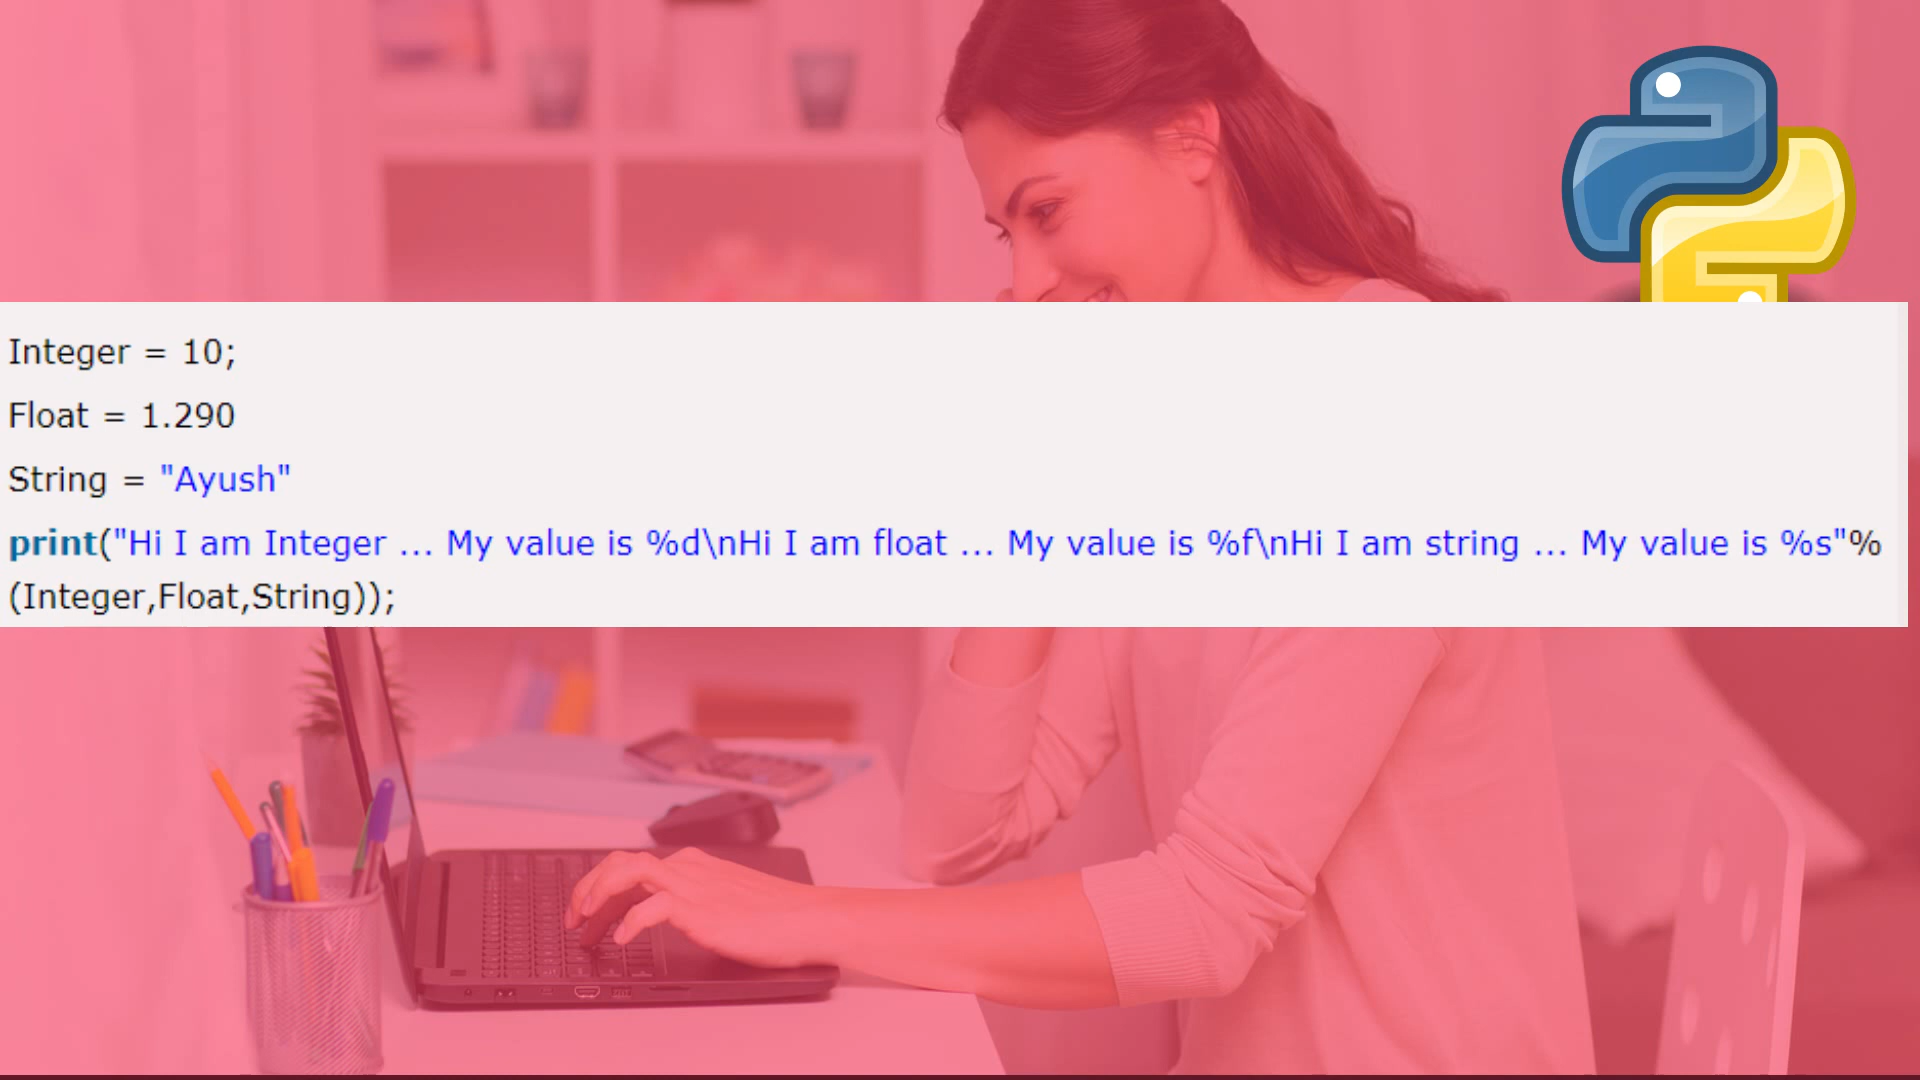 Integer = 10;
Float = 1.290
String = "Ayush"
print("Hi I am Integer ... My value is %d\nHi I am float ... My value is %f\nHi I am string ... My value is %s"%
(Integer,Float,String));